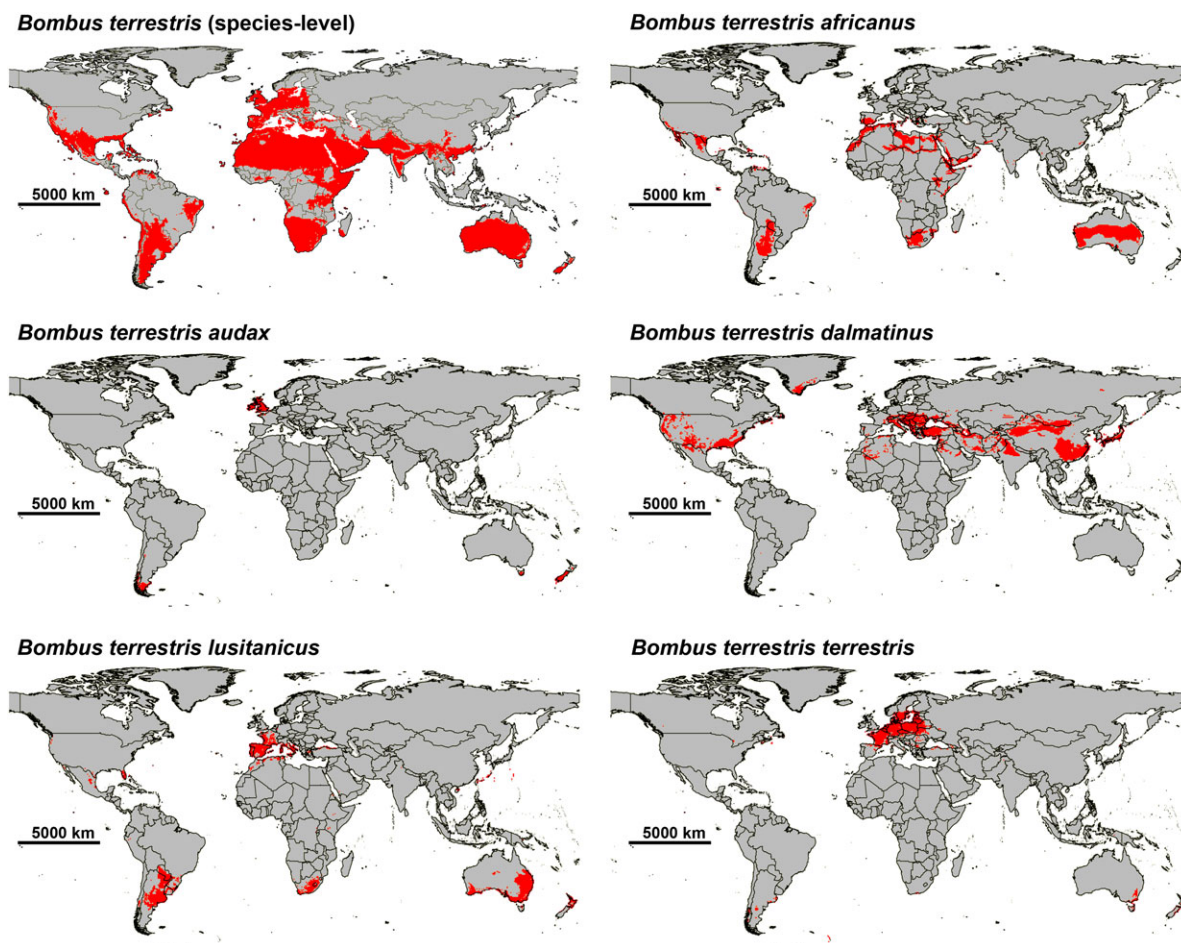 Bombus terrestris (species-level)
5000 km
Bombus terrestris africanus
5000 km
Bombus terrestris audax
5000 km
Bombus terrestris dalmatinus
5000 km
Bombus terrestris lusitanicus
5000 km
Bombus terrestris terrestris
5000 km